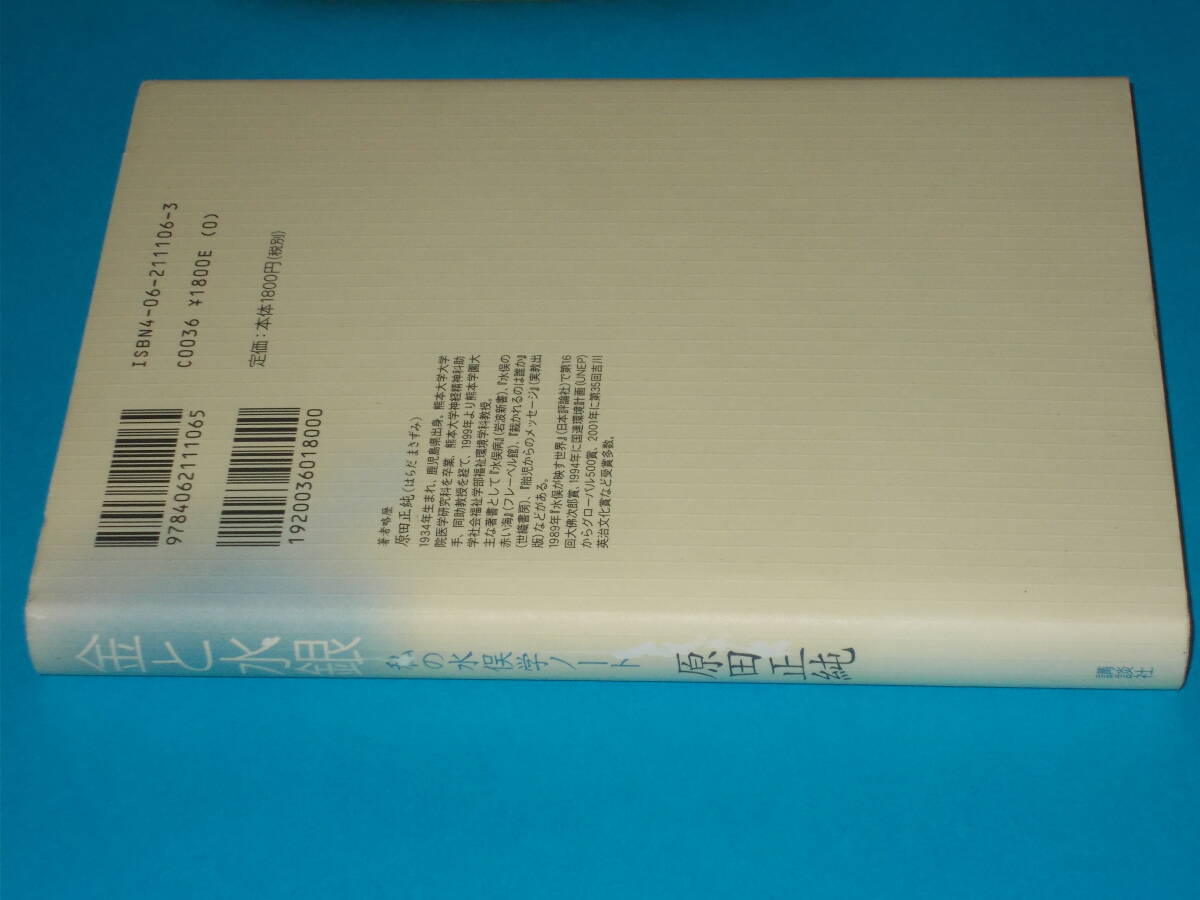 ISBN4-06-211106-3
C0036 ¥1800E (0)
定価：本体1800円(税別)
9784062111065
1920036018000
著者略歴
原田正純(はらだ まさずみ)
1934年生まれ、鹿児島県出身。熊本大学大学
院医学研究科を卒業、熊本大学神経精神科助
手、同助教授を経て、1999年より熊本学園大
学社会福祉学部福祉環境学科教授。
主な著書として『水俣病』(岩波新書)、『水俣の
赤い海』(フレーベル館)、『裁かれるのは誰か』
(世織書房)、『胎児からのメッセージ』(実教出
版)などがある。
1989年『水俣が映す世界』(日本評論社)で第16
回大佛次郎賞、1994年に国連環境計画(UNEP)
からグローバル500賞、2001年に第35回吉川
英治文化賞など受賞多数。
金と水銀
私の水俣学ノート
原田正純
講談社